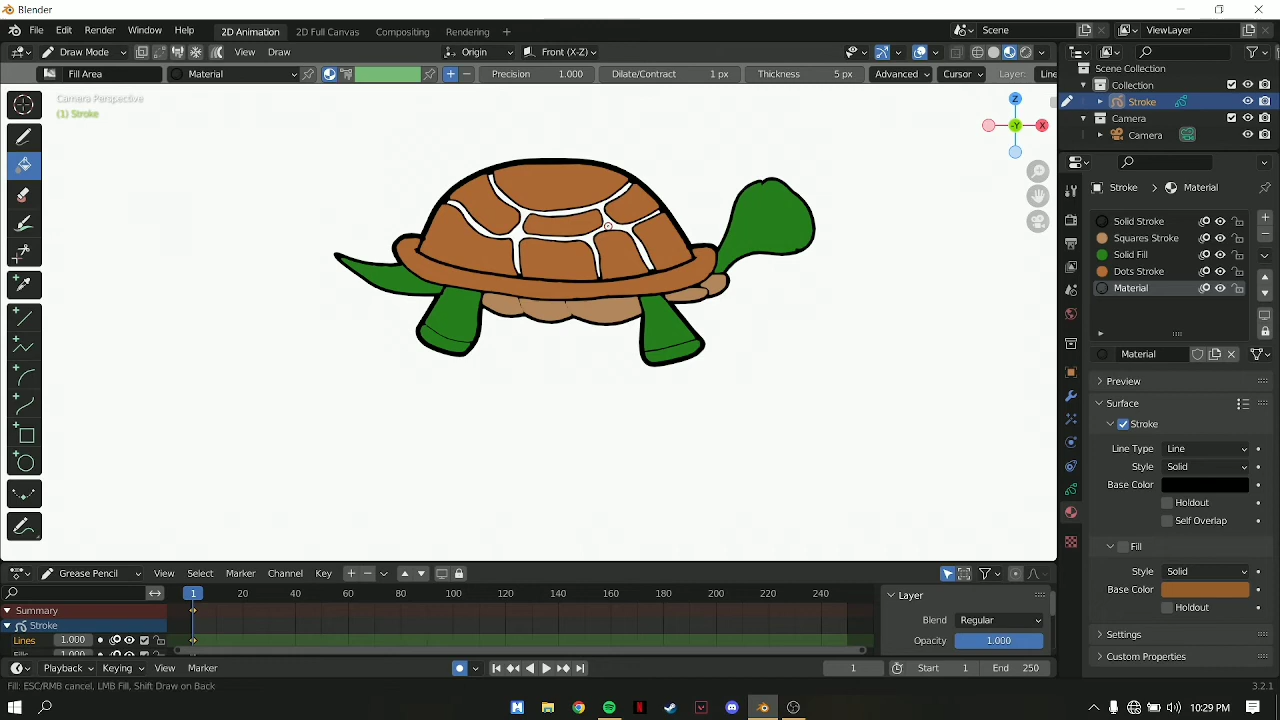 Blender
File Edit Render Window Help 2D Animation 2D Full Canvas Compositing Rendering + Scene ViewLayer
Draw Mode View Draw Origin Front (X-Z)
Fill Area Material Precision 1.000 Dilate/Contract 1 px Thickness 5 px Advanced Cursor Layer: Line
Camera Perspective
(1) Stroke
Z
-Y X
Scene Collection
Collection
Stroke
Camera
Camera
Stroke > Material
Solid Stroke
Squares Stroke
Solid Fill
Dots Stroke
Material
Material
Preview
Surface
Stroke
Line Type Line
Style Solid
Base Color
Holdout
Self Overlap
Fill
Style Solid
Base Color
Holdout
Settings
Custom Properties
Grease Pencil View Select Marker Channel Key
1 20 40 60 80 100 120 140 160 180 200 220 240
Summary
Stroke
Lines 1.000
Fills 1.000
Layer
Blend Regular
Opacity 1.000
Playback Keying View Marker 1 Start 1 End 250
Fill: ESC/RMB cancel, LMB Fill, Shift Draw on Back 3.2.1
10:29 PM